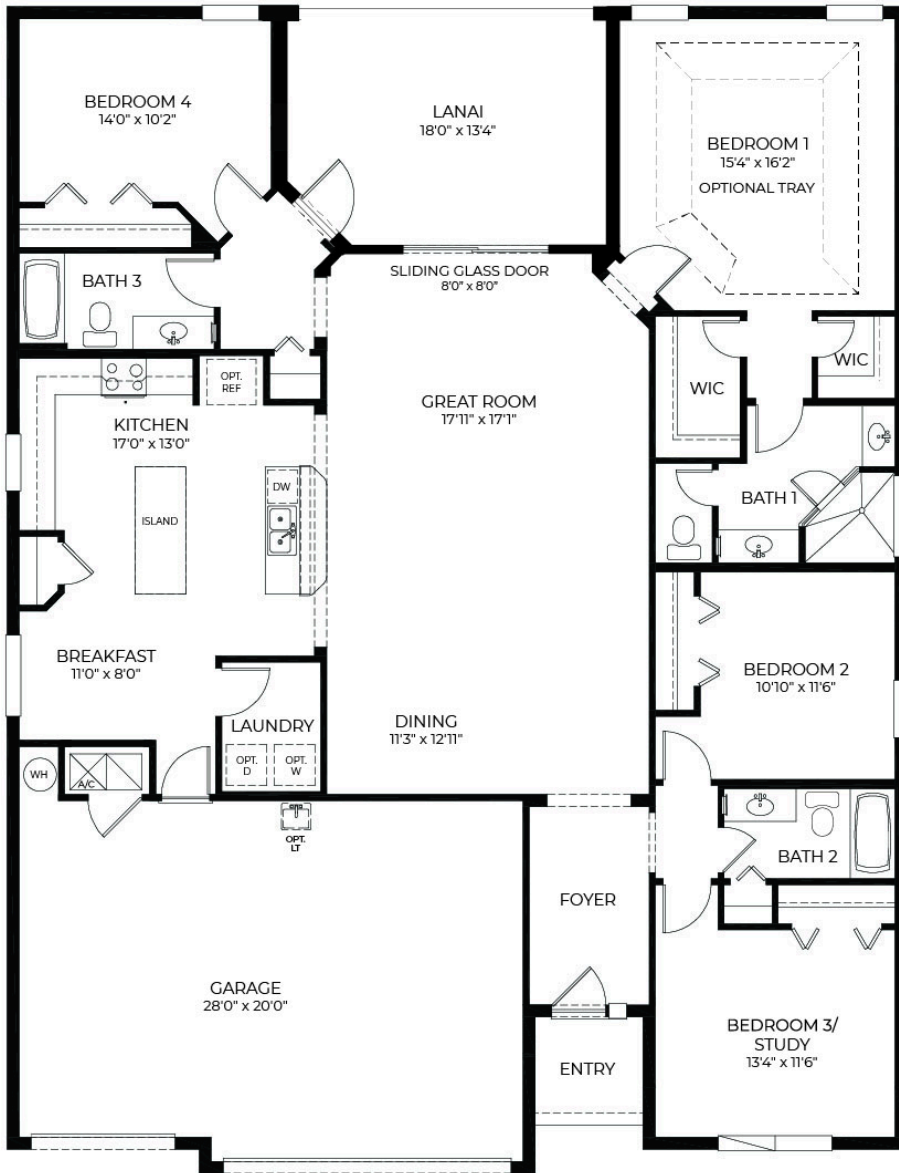 BEDROOM 4
14'0" x 10'2"
LANAI
18'0" x 13'4"
BEDROOM 1
15'4" x 16'2"
OPTIONAL TRAY
BATH 3
SLIDING GLASS DOOR
8'0" x 8'0"
OPT.
REF
WIC
WIC
GREAT ROOM
17'11" x 17'1"
KITCHEN
17'0" x 13'0"
DW
ISLAND
BATH 1
BREAKFAST
11'0" x 8'0"
BEDROOM 2
10'10" x 11'6"
LAUNDRY
OPT.
D
OPT.
W
DINING
11'3" x 12'11"
WH
A/C
OPT.
LT
BATH 2
FOYER
GARAGE
28'0" x 20'0"
BEDROOM 3/
STUDY
13'4" x 11'6"
ENTRY